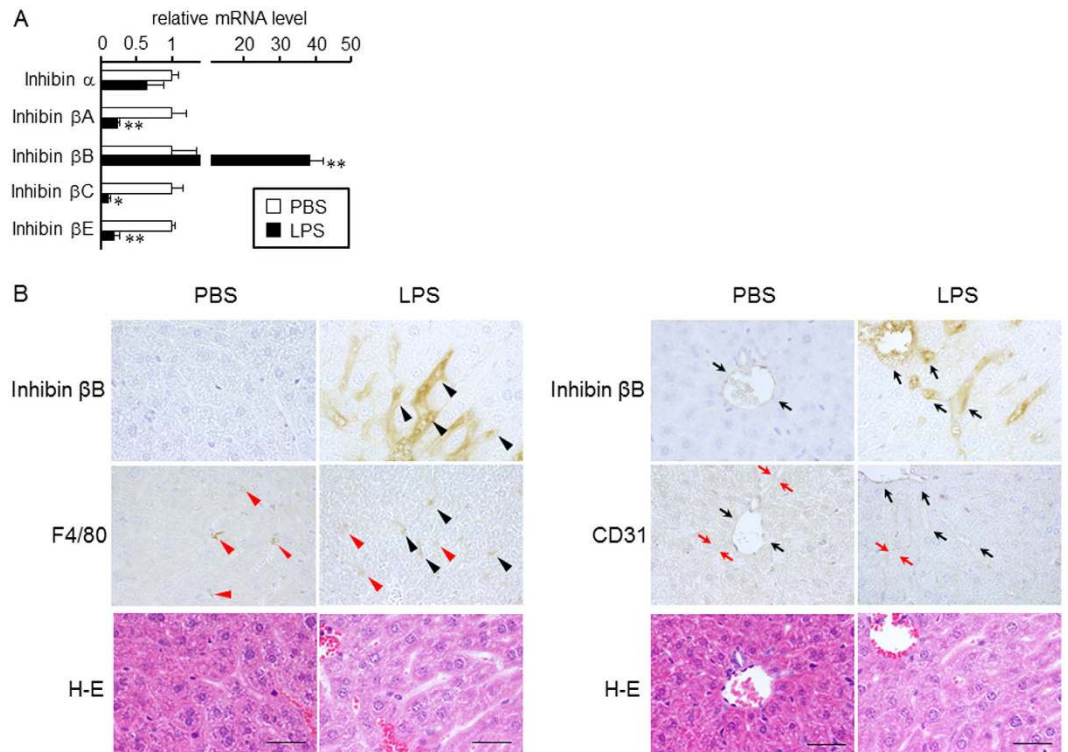 A
relative mRNA level
0 0.5 1 20 30 40 50
Inhibin α
Inhibin βA
**
Inhibin βB
**
Inhibin βC
*
Inhibin βE
**
PBS
LPS
B
PBS LPS PBS LPS
Inhibin βB Inhibin βB
F4/80 CD31
H-E H-E